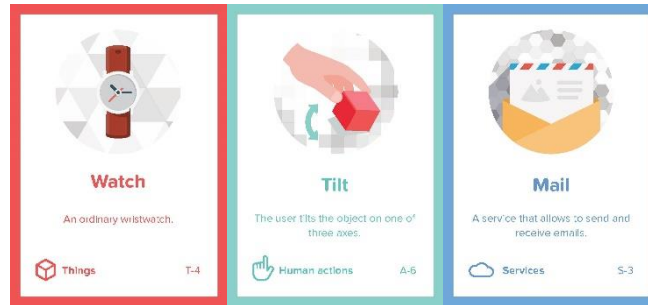 Watch
An ordinary wristwatch.
Things T-4
Tilt
The user tilts the object on one of
three axes.
Human actions A-6
Mail
A service that allows to send and
receive emails.
Services S-3